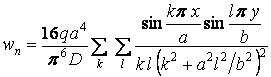 w_n = \frac{16qa^4}{\pi^6 D} \sum_k \sum_l \frac{\sin\frac{k\pi x}{a} \sin\frac{l\pi y}{b}}{kl(k^2 + a^2l^2/b^2)^2}